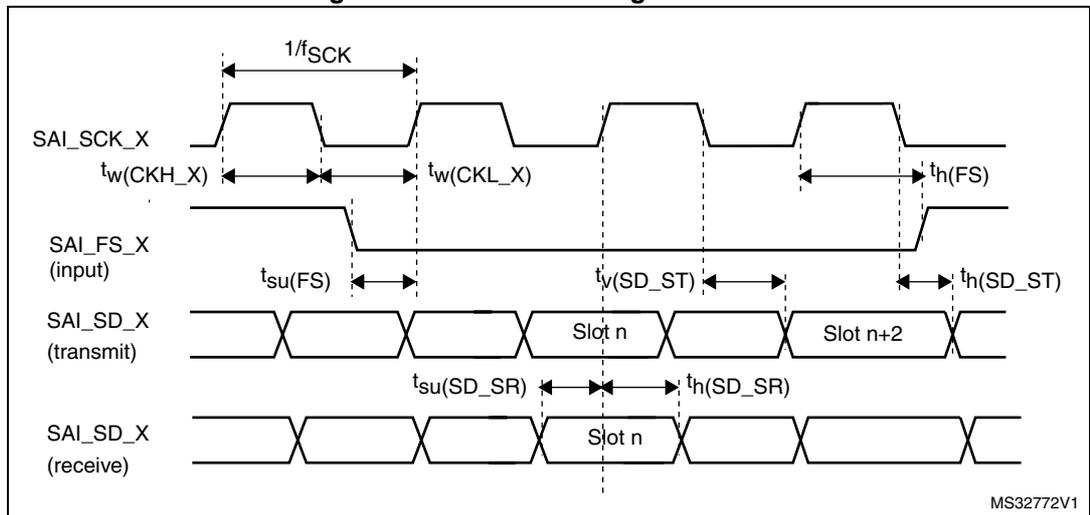 1/fSCK
SAI_SCK_X
tw(CKH_X)
tw(CKL_X)
th(FS)
SAI_FS_X
(input)
tsu(FS)
tv(SD_ST)
th(SD_ST)
SAI_SD_X
(transmit)
Slot n
Slot n+2
tsu(SD_SR)
th(SD_SR)
SAI_SD_X
(receive)
Slot n
MS32772V1